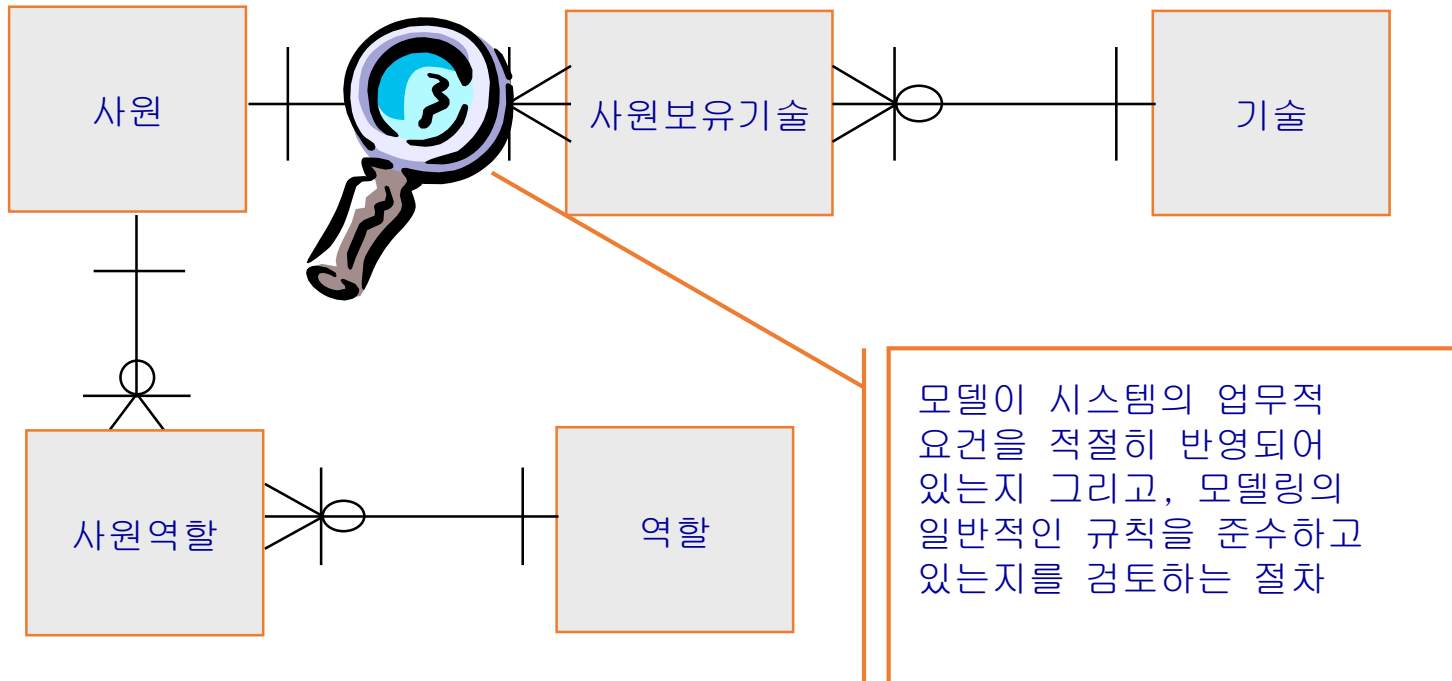 사원
사원보유기술
기술
사원역할
역할
모델이 시스템의 업무적
요건을 적절히 반영되어
있는지 그리고, 모델링의
일반적인 규칙을 준수하고
있는지를 검토하는 절차